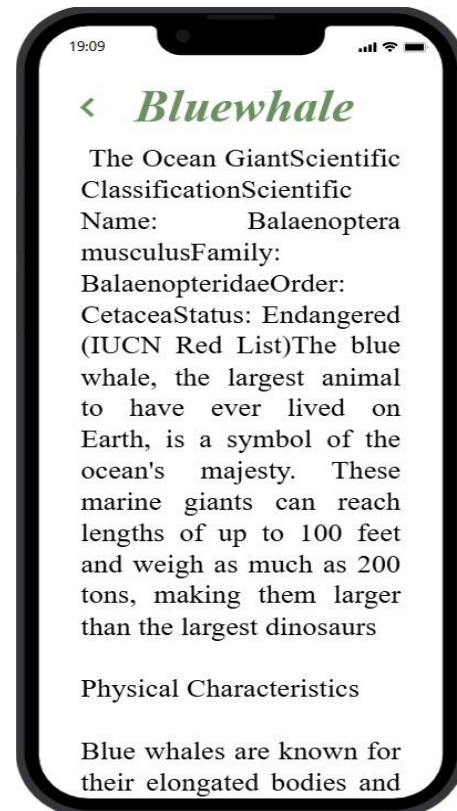 19:09
Bluewhale
The Ocean GiantScientific
ClassificationScientific
Name: Balaenoptera
musculusFamily:
BalaenopteridaeOrder:
CetaceaStatus: Endangered
(IUCN Red List)The blue
whale, the largest animal
to have ever lived on
Earth, is a symbol of the
ocean's majesty. These
marine giants can reach
lengths of up to 100 feet
and weigh as much as 200
tons, making them larger
than the largest dinosaurs
Physical Characteristics
Blue whales are known for
their elongated bodies and